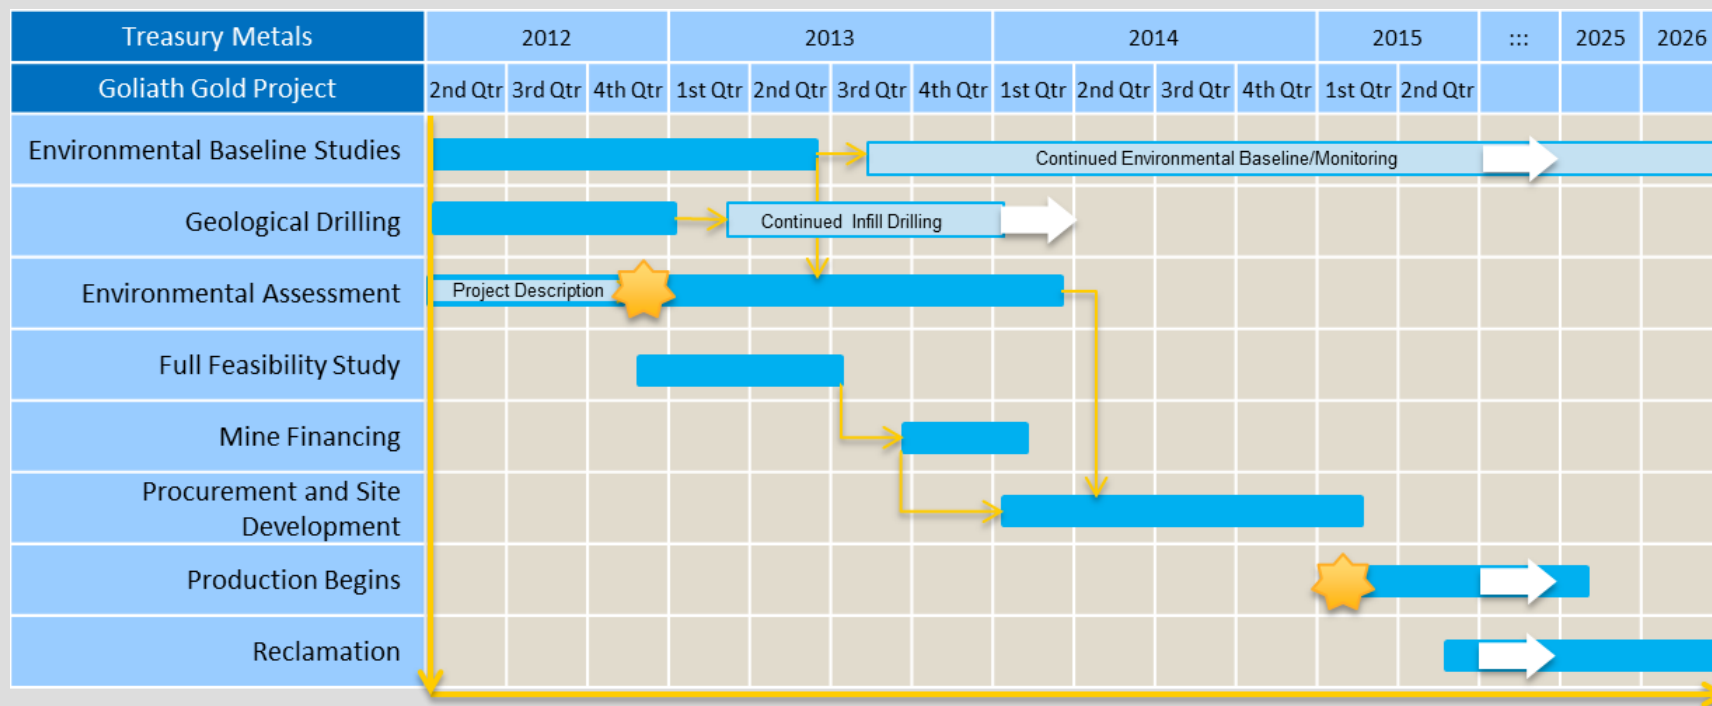 Treasury Metals 2012 2013 2014 2015 ::: 2025 2026
Goliath Gold Project 2nd Qtr 3rd Qtr 4th Qtr 1st Qtr 2nd Qtr 3rd Qtr 4th Qtr 1st Qtr 2nd Qtr 3rd Qtr 4th Qtr 1st Qtr 2nd Qtr
Environmental Baseline Studies Continued Environmental Baseline/Monitoring
Geological Drilling Continued Infill Drilling
Environmental Assessment Project Description
Full Feasibility Study
Mine Financing
Procurement and Site
Development
Production Begins
Reclamation